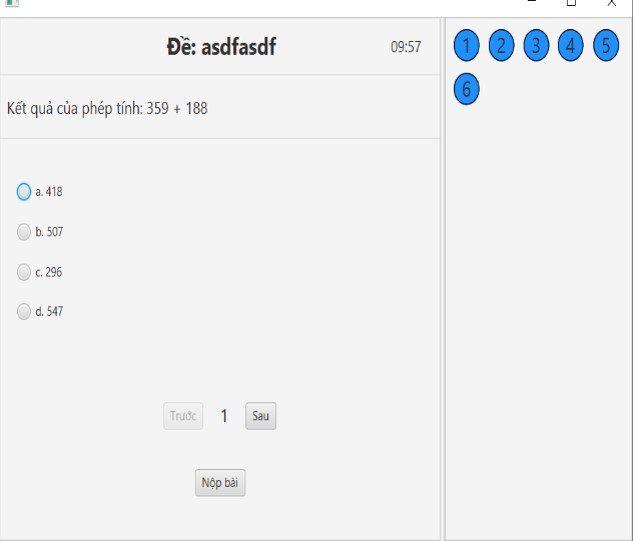 Đề: asdfasdf
09:57
Kết quả của phép tính: 359 + 188
a. 418
b. 507
c. 296
d. 547
Trước 1 Sau
Nộp bài
1 2 3 4 5
6